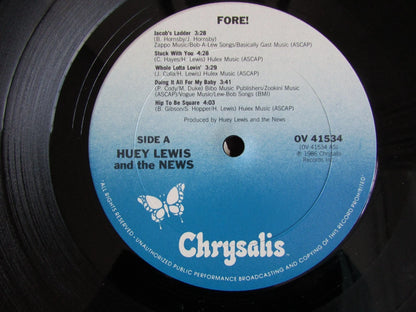 FORE!
Jacob's Ladder 3:28
(B. Hornsby/J. Hornsby)
Zappo Music/Bob-A-Lew Songs/Basically Gast Music (ASCAP)
Stuck With You 4:28
(C. Hayes/H. Lewis) Hulex Music (ASCAP)
Whole Lotta Lovin' 3:29
(J. Colla/H. Lewis) Hulex Music (ASCAP)
Doing It All For My Baby 3:41
(P. Cody/M. Duke) Bibo Music Publishers/Zookini Music
(ASCAP)/Vogue Music/Lew-Bob Songs (BMI)
Hip To Be Square 4:03
(B. Gibson/S. Hopper/H. Lewis) Hulex Music (ASCAP)
Produced by Huey Lewis and the News
SIDE A
HUEY LEWIS
and the NEWS
OV 41534
(OV 41534 AS)
℗ 1986 Chrysalis
Records Inc.
Chrysalis™
ALL RIGHTS RESERVED · UNAUTHORIZED PUBLIC PERFORMANCE BROADCASTING AND COPYING OF THIS RECORD PROHIBITED